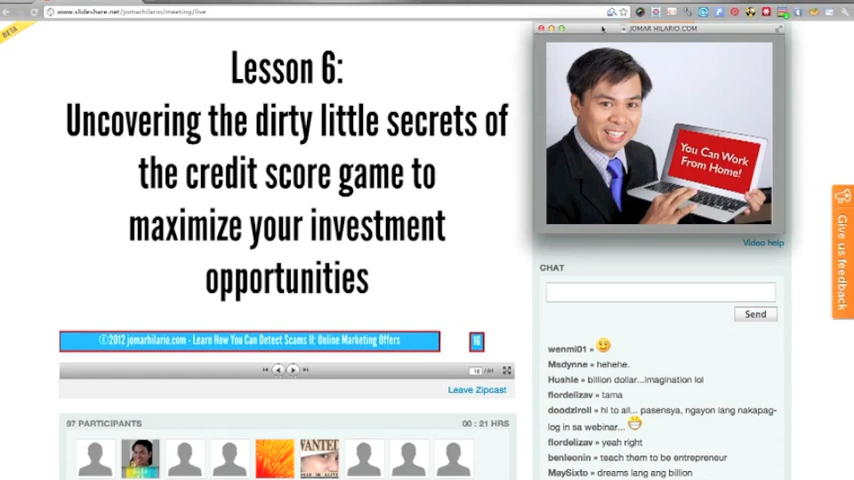 BETA
www.slideshare.net/jomarhilario/meeting/live
Lesson 6:
Uncovering the dirty little secrets of
the credit score game to
maximize your investment
opportunities
©2012 jomarhilario.com - Learn How You Can Detect Scams II: Online Marketing Offers
16
Leave Zipcast
97 PARTICIPANTS
00 : 21 HRS
WANTED
JOMAR HILARIO.COM
You Can Work
From Home!
Video help
CHAT
Send
wenmi01 »
Msdynne » hehehe.
Hushle » billion dollar...imagination lol
flordelizav » tama
doodziroll » hi to all... pasensya, ngayon lang nakapag-
log in sa webinar...
flordelizav » yeah right
benleonin » teach them to be entrepreneur
MaySixto » dreams lang ang billion
Give us feedback